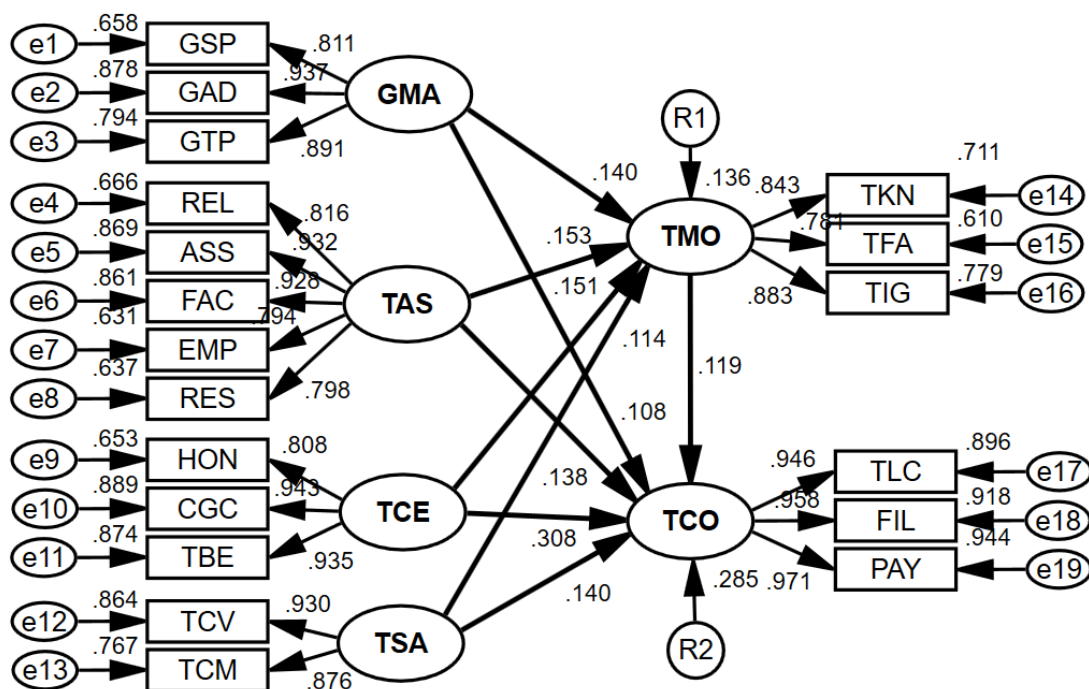 e1 .658 GSP .811
e2 .878 GAD .937 GMA
e3 .794 GTP .891
e4 .666 REL .816
e5 .869 ASS .932
e6 .861 FAC .928 TAS
e7 .631 EMP .794
e8 .637 RES .798
e9 .653 HON .808
e10 .889 CGC .943 TCE
e11 .874 TBE .935
e12 .864 TCV .930 TSA
e13 .767 TCM .876
.140
.153
.151
.114
.108
.138
.308
.140
.119
R1
TMO .136
.843 TKN .711 e14
.781 TFA .610 e15
.883 TIG .779 e16
TCO .285
R2
.946 TLC .896 e17
.958 FIL .918 e18
.971 PAY .944 e19